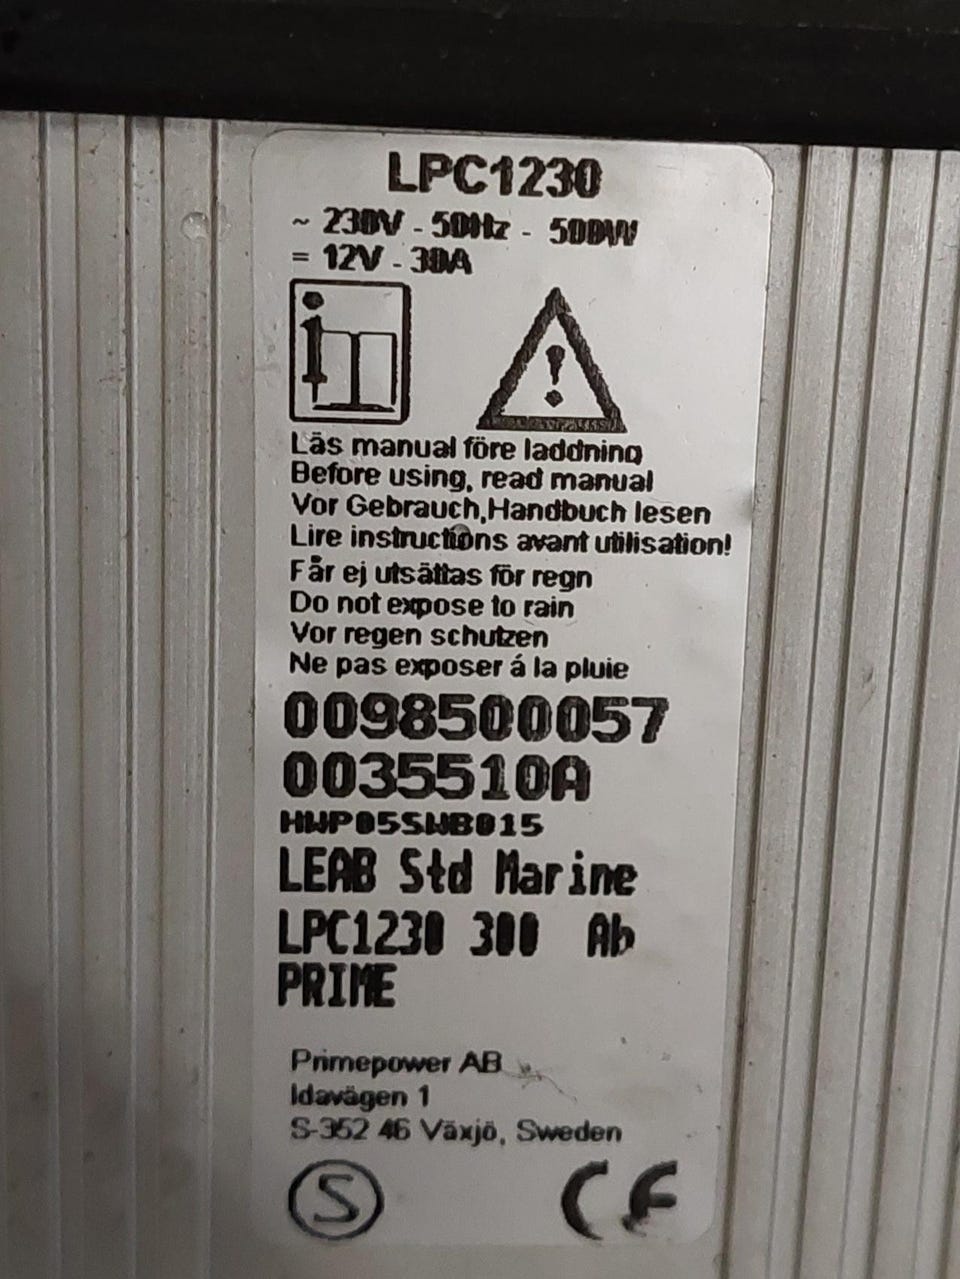 LPC1230
~ 230V - 50Hz - 500W
= 12V - 30A
Läs manual före laddning
Before using, read manual
Vor Gebrauch,Handbuch lesen
Lire instructions avant utilisation!
Får ej utsättas för regn
Do not expose to rain
Vor regen schutzen
Ne pas exposer á la pluie
0098500057
0035510A
HWP05SWB015
LEAB Std Marine
LPC1230 300 Ab
PRIME
Primepower AB
Idavägen 1
S-352 46 Växjö, Sweden
S CE